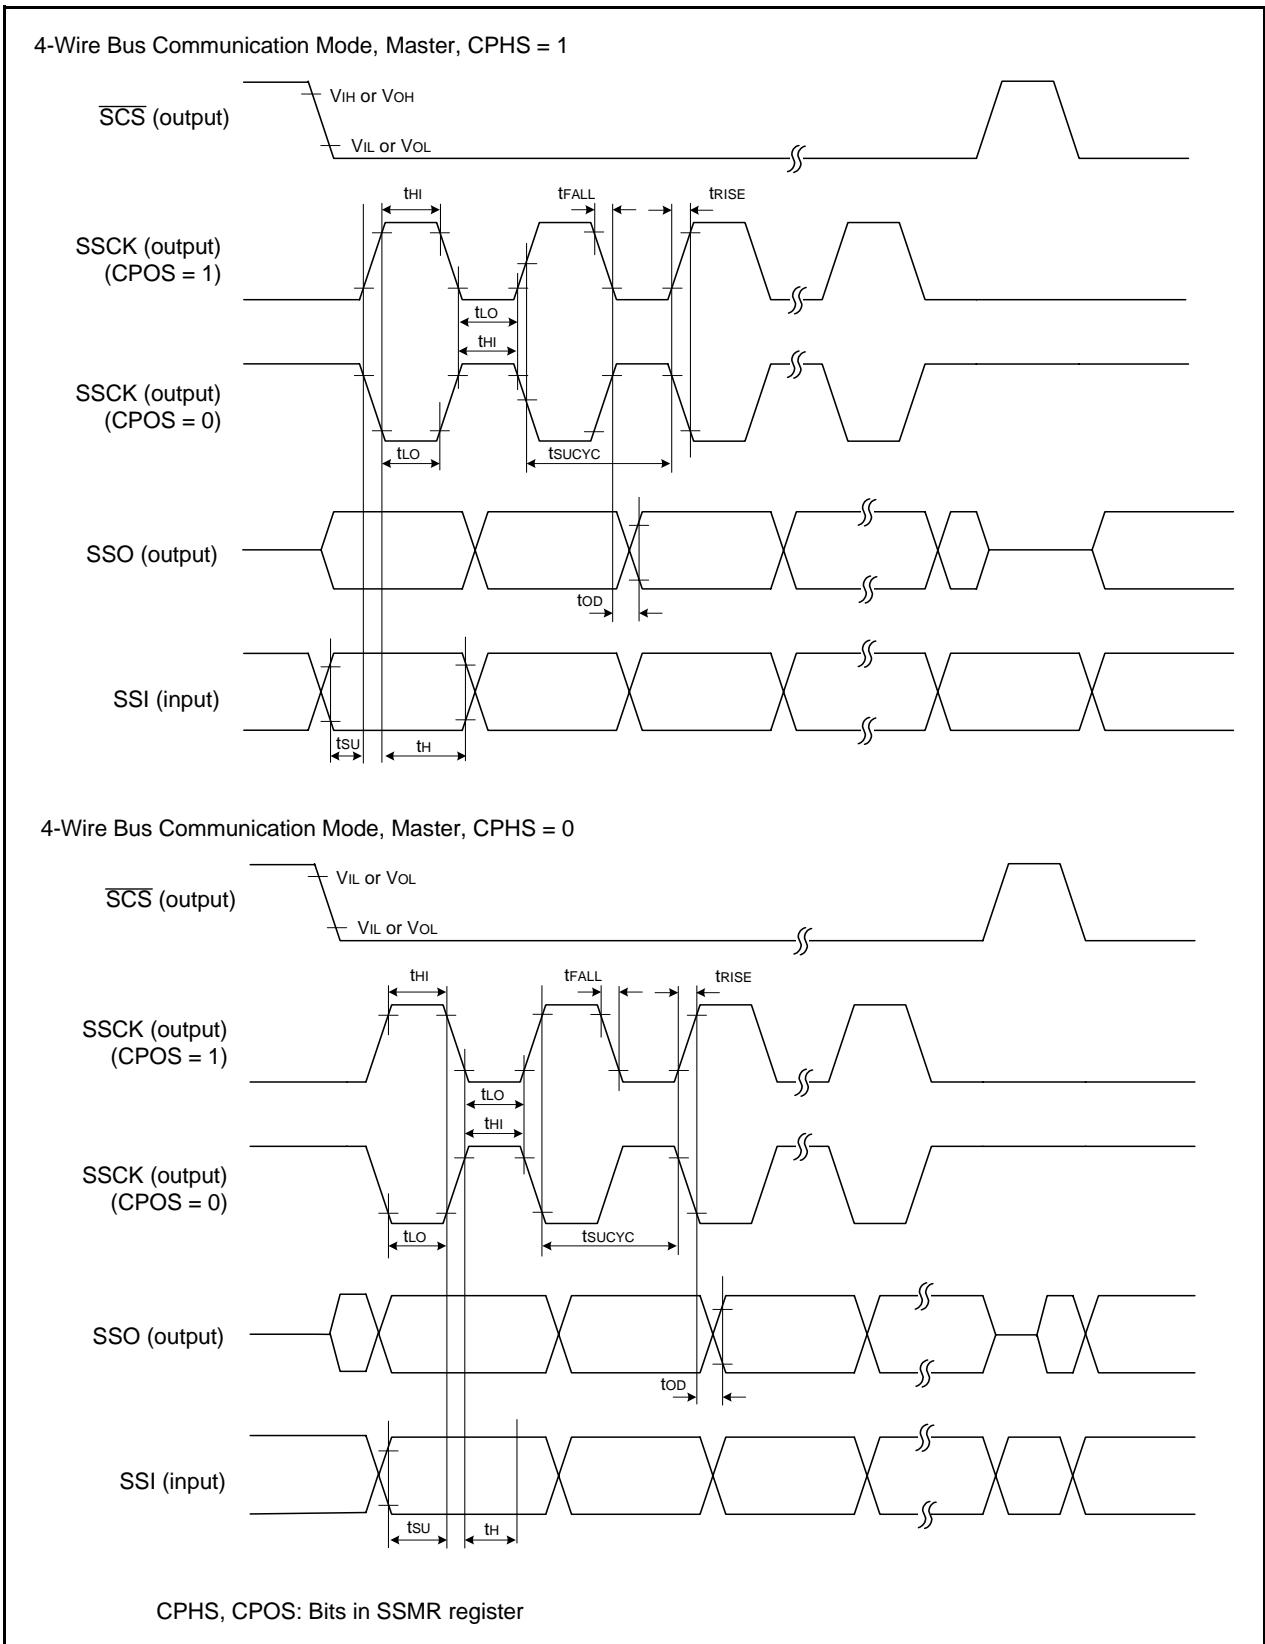 4-Wire Bus Communication Mode, Master, CPHS = 1
VIH or VOH
SCS (output)
VIL or VOL
tHI
tFALL
tRISE
SSCK (output)
(CPOS = 1)
tLO
tHI
SSCK (output)
(CPOS = 0)
tLO
tSUCYC
SSO (output)
tOD
SSI (input)
tSU
tH
4-Wire Bus Communication Mode, Master, CPHS = 0
VIL or VOL
SCS (output)
VIL or VOL
tHI
tFALL
tRISE
SSCK (output)
(CPOS = 1)
tLO
tHI
SSCK (output)
(CPOS = 0)
tLO
tSUCYC
SSO (output)
tOD
SSI (input)
tSU
tH
CPHS, CPOS: Bits in SSMR register